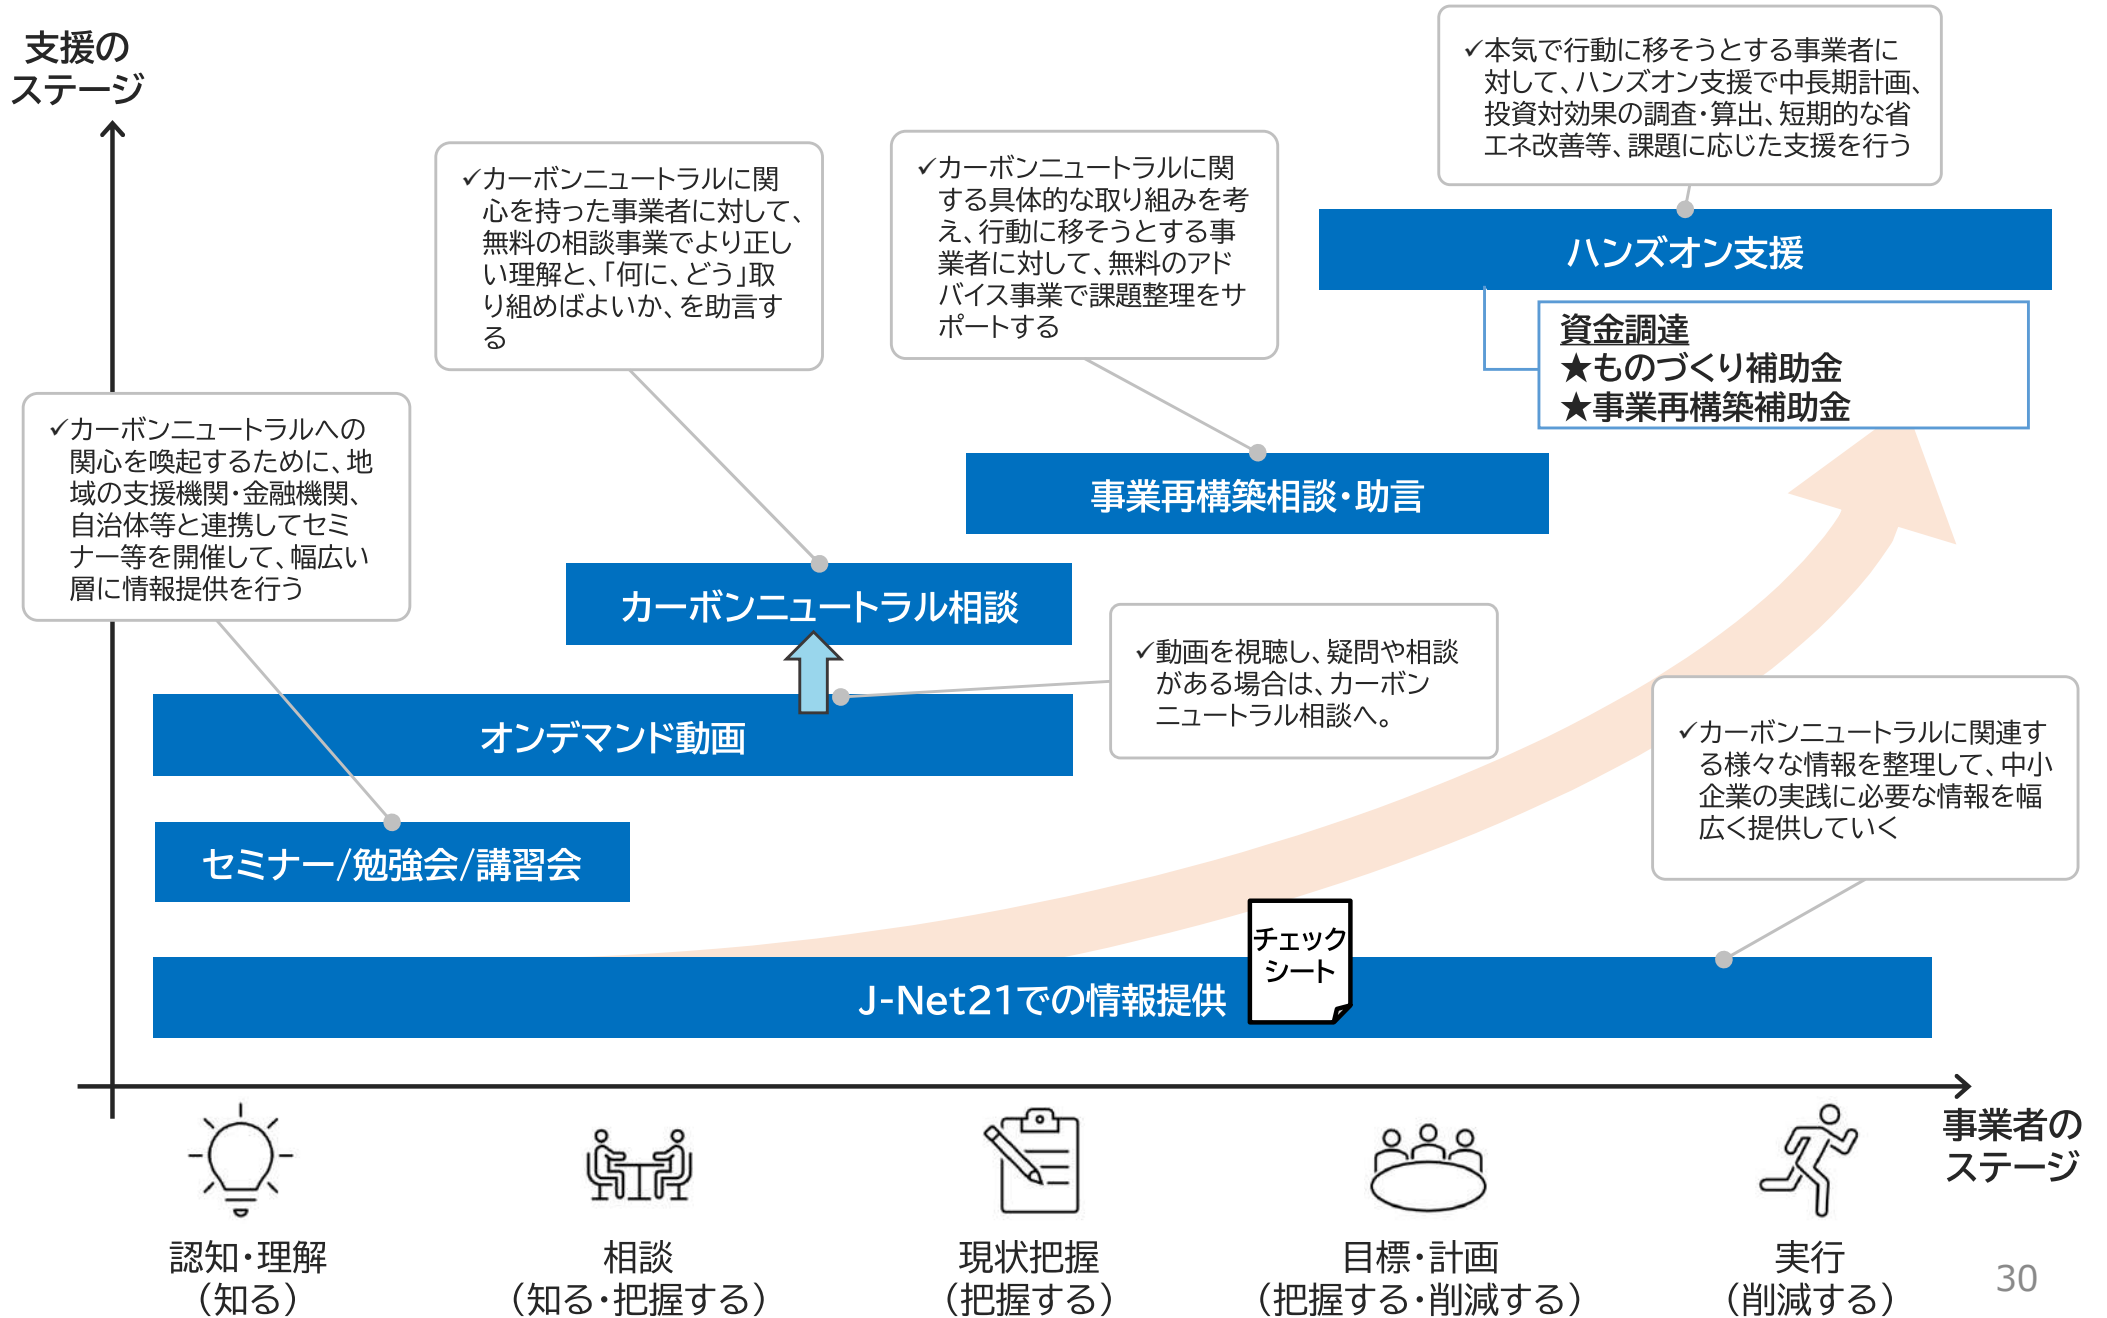 支援の
ステージ
✓本気で行動に移そうとする事業者に
対して、ハンズオン支援で中長期計画、
投資対効果の調査・算出、短期的な省
エネ改善等、課題に応じた支援を行う
✓カーボンニュートラルに関
心を持った事業者に対して、
無料の相談事業でより正し
い理解と、「何に、どう」取
り組めばよいか、を助言す
る
✓カーボンニュートラルに関
する具体的な取り組みを考
え、行動に移そうとする事
業者に対して、無料のアド
バイス事業で課題整理をサ
ポートする
ハンズオン支援
資金調達
★ものづくり補助金
★事業再構築補助金
✓カーボンニュートラルへの
関心を喚起するために、地
域の支援機関・金融機関、
自治体等と連携してセミ
ナー等を開催して、幅広い
層に情報提供を行う
事業再構築相談・助言
カーボンニュートラル相談
✓動画を視聴し、疑問や相談
がある場合は、カーボン
ニュートラル相談へ。
オンデマンド動画
✓カーボンニュートラルに関連す
る様々な情報を整理して、中小
企業の実践に必要な情報を幅
広く提供していく
セミナー/勉強会/講習会
チェック
シート
J-Net21での情報提供
事業者の
ステージ
認知・理解
（知る）
相談
（知る・把握する）
現状把握
（把握する）
目標・計画
（把握する・削減する）
実行
（削減する）
30